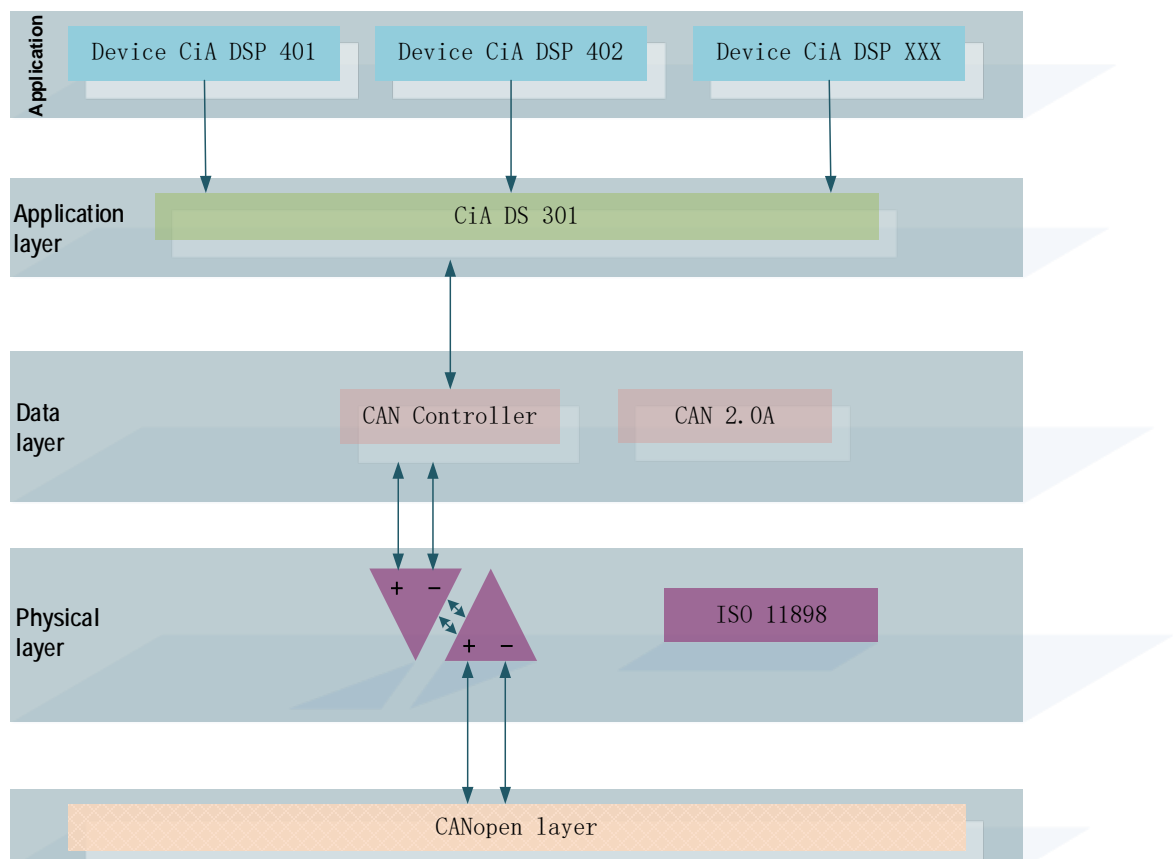 Application
Device CiA DSP 401
Device CiA DSP 402
Device CiA DSP XXX
Application
layer
CiA DS 301
Data
layer
CAN Controller
CAN 2.0A
Physical
layer
+ −
+ −
ISO 11898
CANopen layer